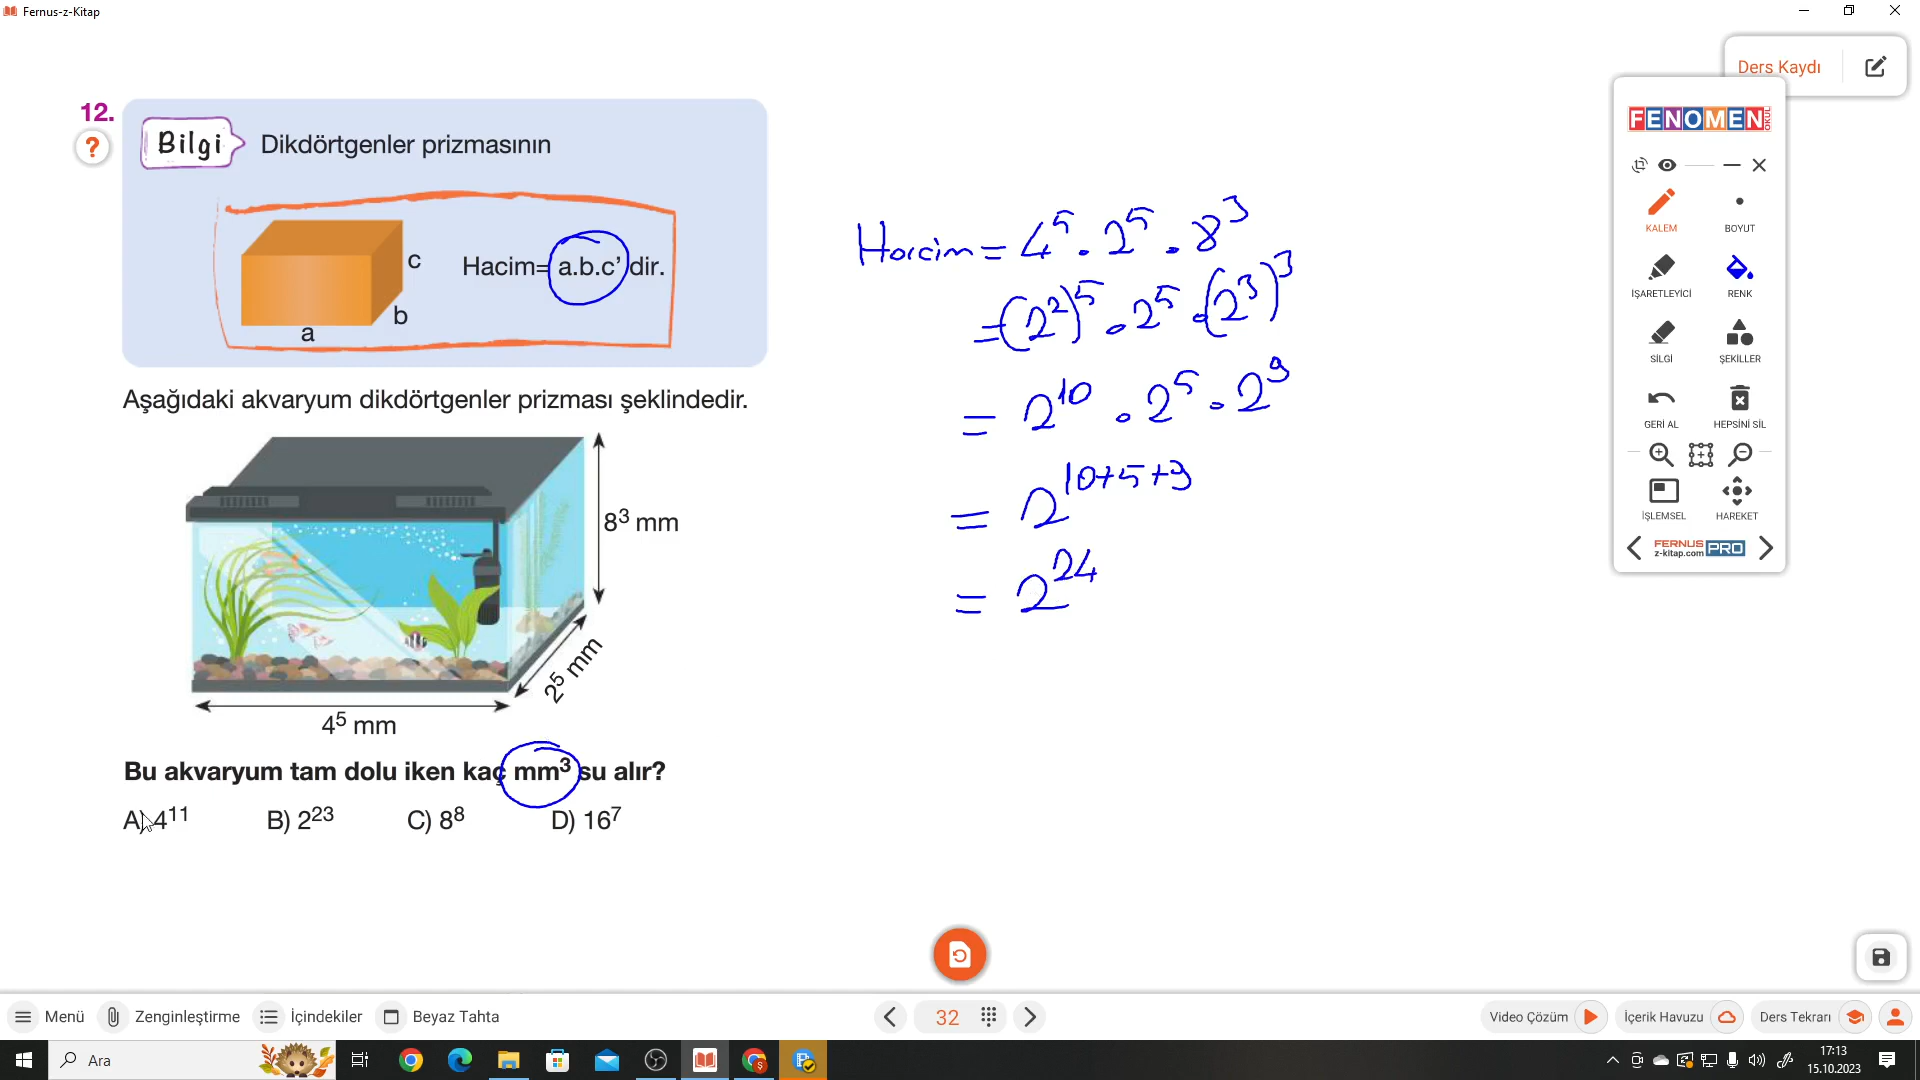 Fernus-z-Kitap
Ders Kaydı
12.
?
Bilgi
Dikdörtgenler prizmasının
c
Hacim= a.b.c' dir.
b
a
Aşağıdaki akvaryum dikdörtgenler prizması şeklindedir.
8³ mm
2⁵ mm
4⁵ mm
Bu akvaryum tam dolu iken kaç mm³ su alır?
A) 4¹¹ B) 2²³ C) 8⁸ D) 16⁷
Hacim = 4⁵ . 2⁵ . 8³
= (2²)⁵ . 2⁵ . (2³)³
= 2¹⁰ . 2⁵ . 2⁹
= 2¹⁰⁺⁵⁺⁹
= 2²⁴
FENOMEN OKUL
KALEM BOYUT
İŞARETLEYİCİ RENK
SİLGİ ŞEKİLLER
GERİ AL HEPSİNİ SİL
İŞLEMSEL HAREKET
FERNUS z-kitap.com PRO
Menü Zenginleştirme İçindekiler Beyaz Tahta 32 Video Çözüm İçerik Havuzu Ders Tekrarı
Ara
17:13
15.10.2023